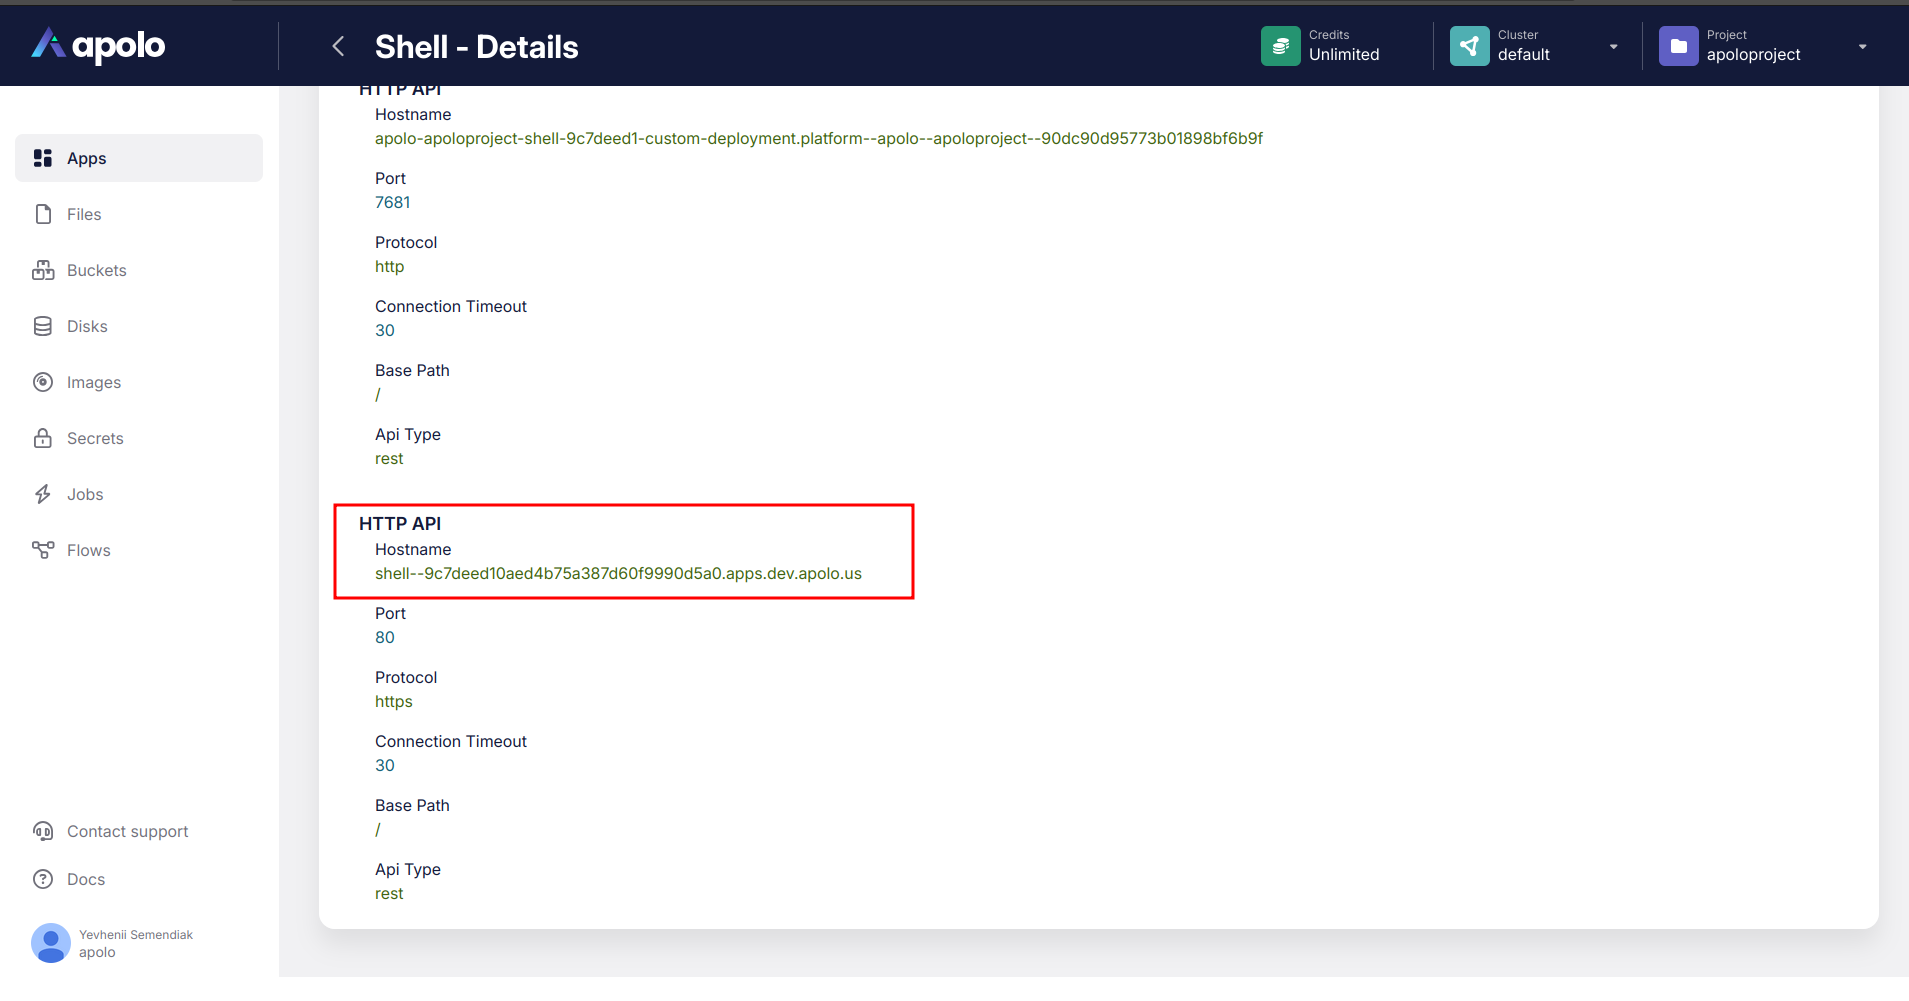 apolo
Shell - Details
Credits
Unlimited
Cluster
default
Project
apoloproject
Apps
Files
Buckets
Disks
Images
Secrets
Jobs
Flows
Contact support
Docs
Yevhenii Semendiak
apolo
HTTP API
Hostname
apolo-apoloproject-shell-9c7deed1-custom-deployment.platform--apolo--apoloproject--90dc90d95773b01898bf6b9f
Port
7681
Protocol
http
Connection Timeout
30
Base Path
/
Api Type
rest
HTTP API
Hostname
shell--9c7deed10aed4b75a387d60f9990d5a0.apps.dev.apolo.us
Port
80
Protocol
https
Connection Timeout
30
Base Path
/
Api Type
rest